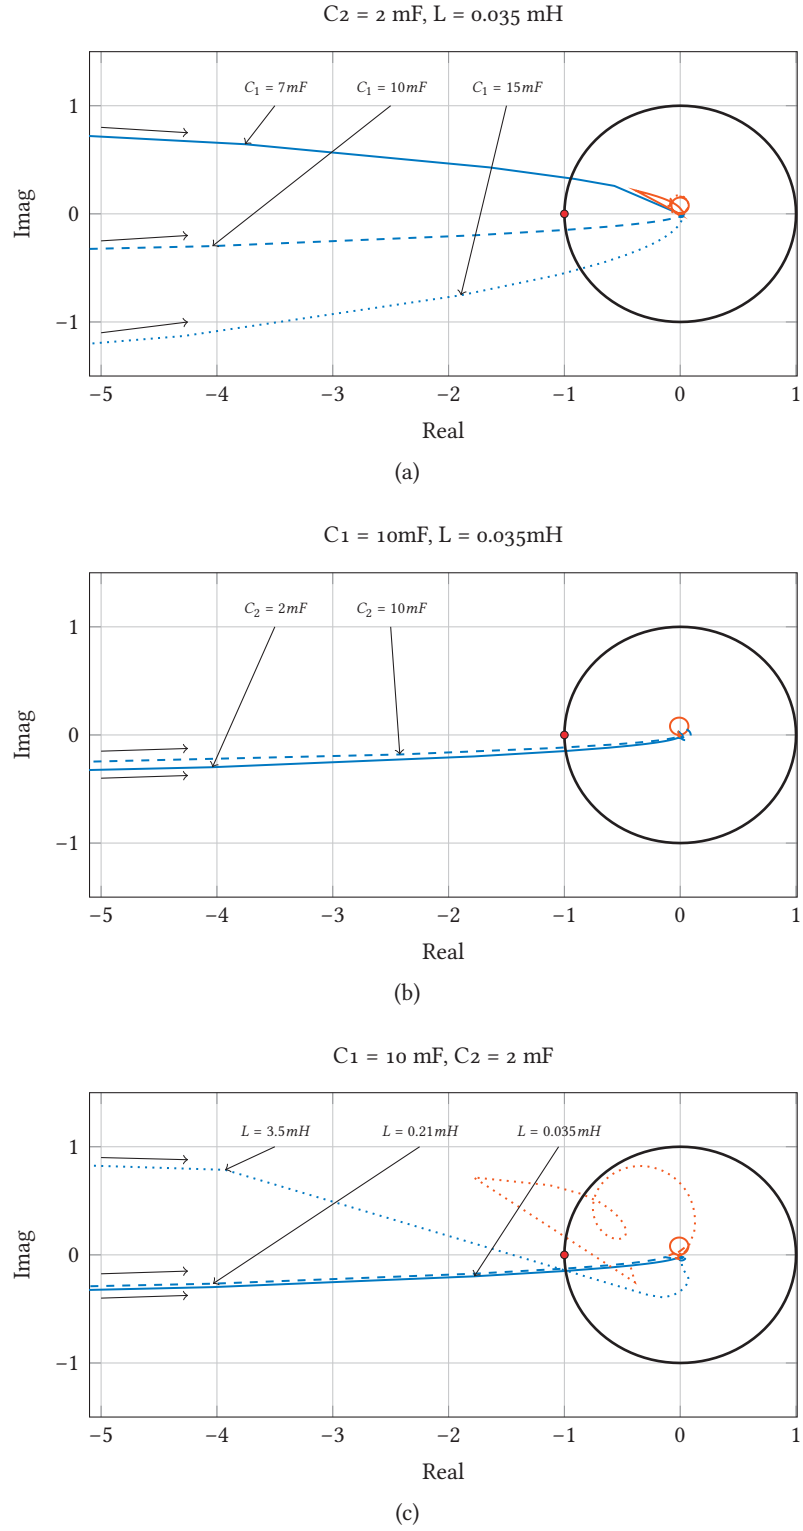 C2 = 2 mF, L = 0.035 mH
C₁ = 7mF C₁ = 10mF C₁ = 15mF
1
0
−1
Imag
−5 −4 −3 −2 −1 0 1
Real
(a)
C1 = 10mF, L = 0.035mH
C₂ = 2mF C₂ = 10mF
1
0
−1
Imag
−5 −4 −3 −2 −1 0 1
Real
(b)
C1 = 10 mF, C2 = 2 mF
L = 3.5mH L = 0.21mH L = 0.035mH
1
0
−1
Imag
−5 −4 −3 −2 −1 0 1
Real
(c)